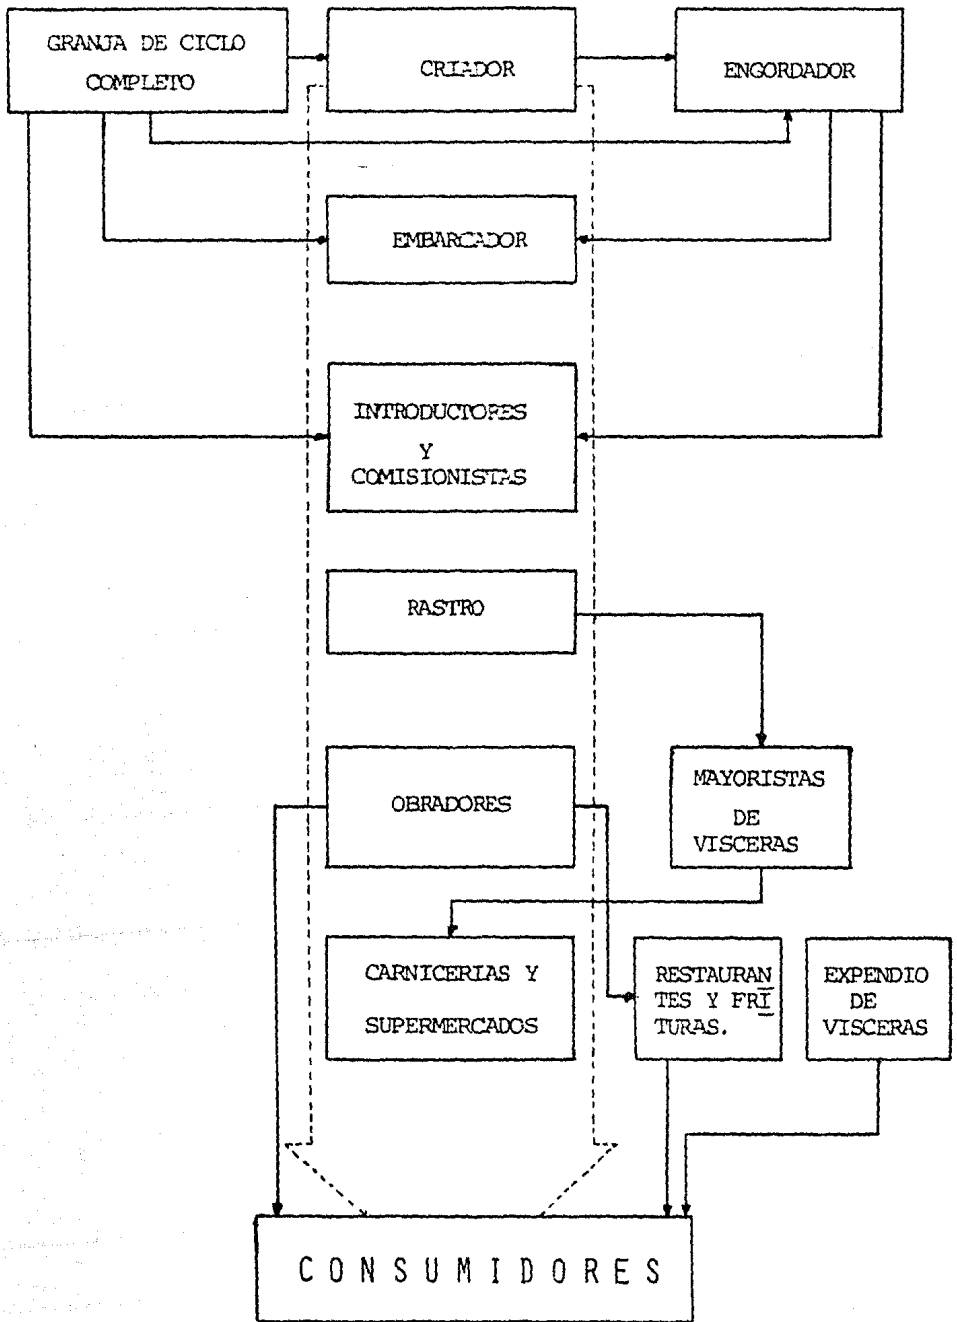 GRANJA DE CICLO
COMPLETO
CRIADOR
ENGORDADOR
EMBARCADOR
INTRODUCTORES
Y
COMISIONISTAS
RASTRO
OBRADORES
MAYORISTAS
DE
VISCERAS
CARNICERIAS Y
SUPERMERCADOS
RESTAURAN
TES Y FRI
TURAS.
EXPENDIO
DE
VISCERAS
CONSUMIDORES